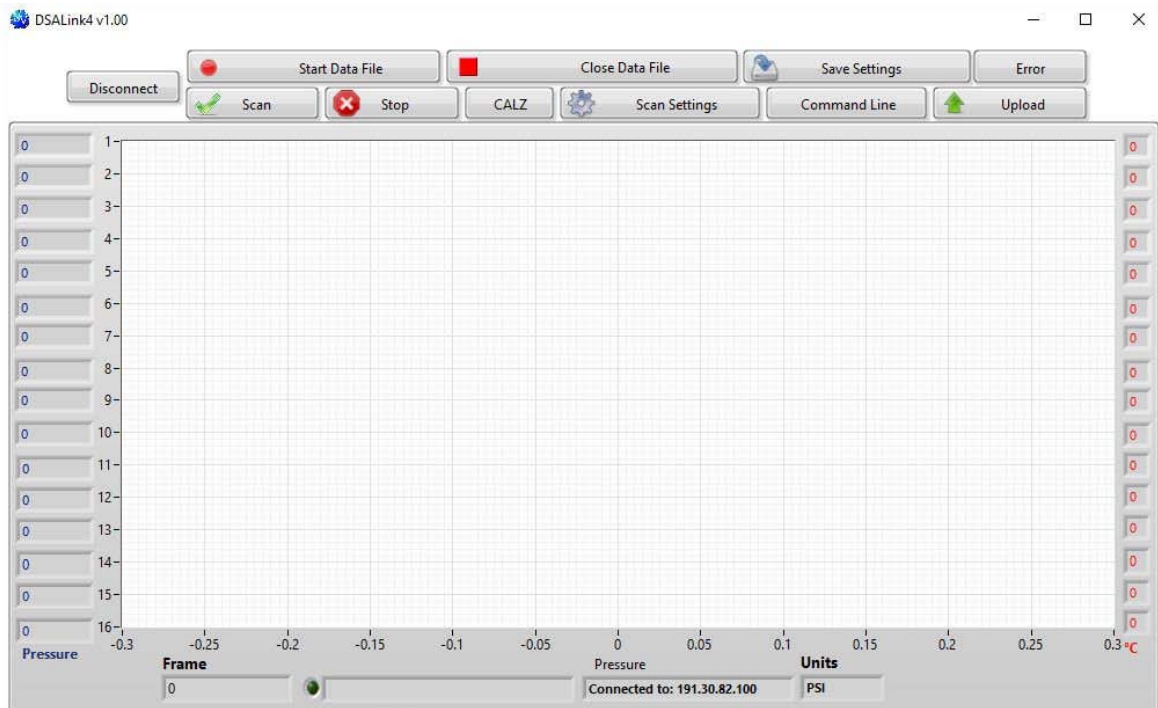 DSALink4 v1.00
Start Data File Close Data File Save Settings Error
Disconnect
Scan Stop CALZ Scan Settings Command Line Upload
0 1 0
0 2 0
0 3 0
0 4 0
0 5 0
0 6 0
0 7 0
0 8 0
0 9 0
0 10 0
0 11 0
0 12 0
0 13 0
0 14 0
0 15 0
0 16 0
-0.3 -0.25 -0.2 -0.15 -0.1 -0.05 0 0.05 0.1 0.15 0.2 0.25 0.3
Pressure °C
Frame Pressure Units
0 Connected to: 191.30.82.100 PSI